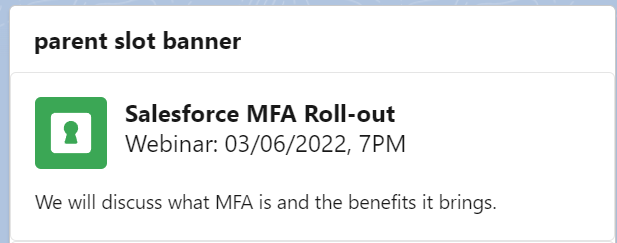 parent slot banner
Salesforce MFA Roll-out
Webinar: 03/06/2022, 7PM
We will discuss what MFA is and the benefits it brings.